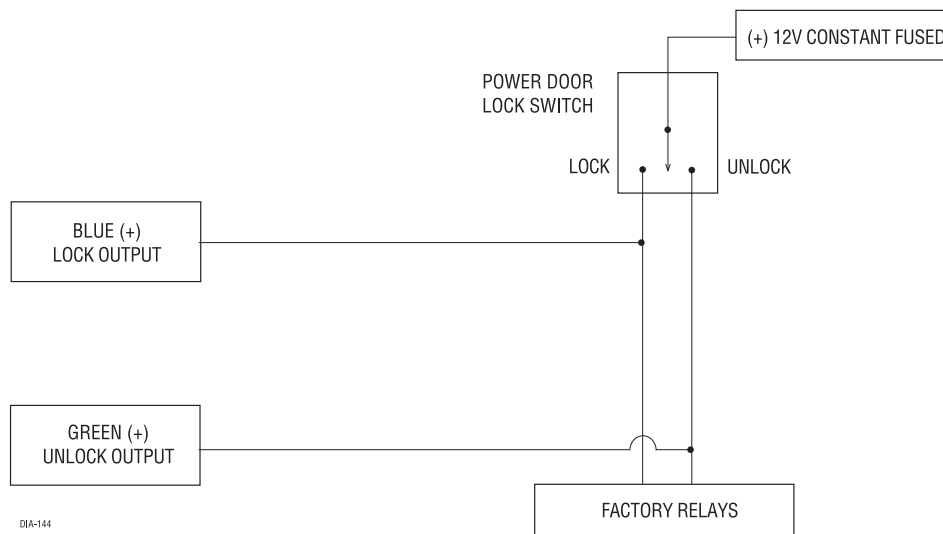 (+) 12V CONSTANT FUSED
POWER DOOR
LOCK SWITCH
LOCK
UNLOCK
BLUE (+)
LOCK OUTPUT
GREEN (+)
UNLOCK OUTPUT
FACTORY RELAYS
DIA-144